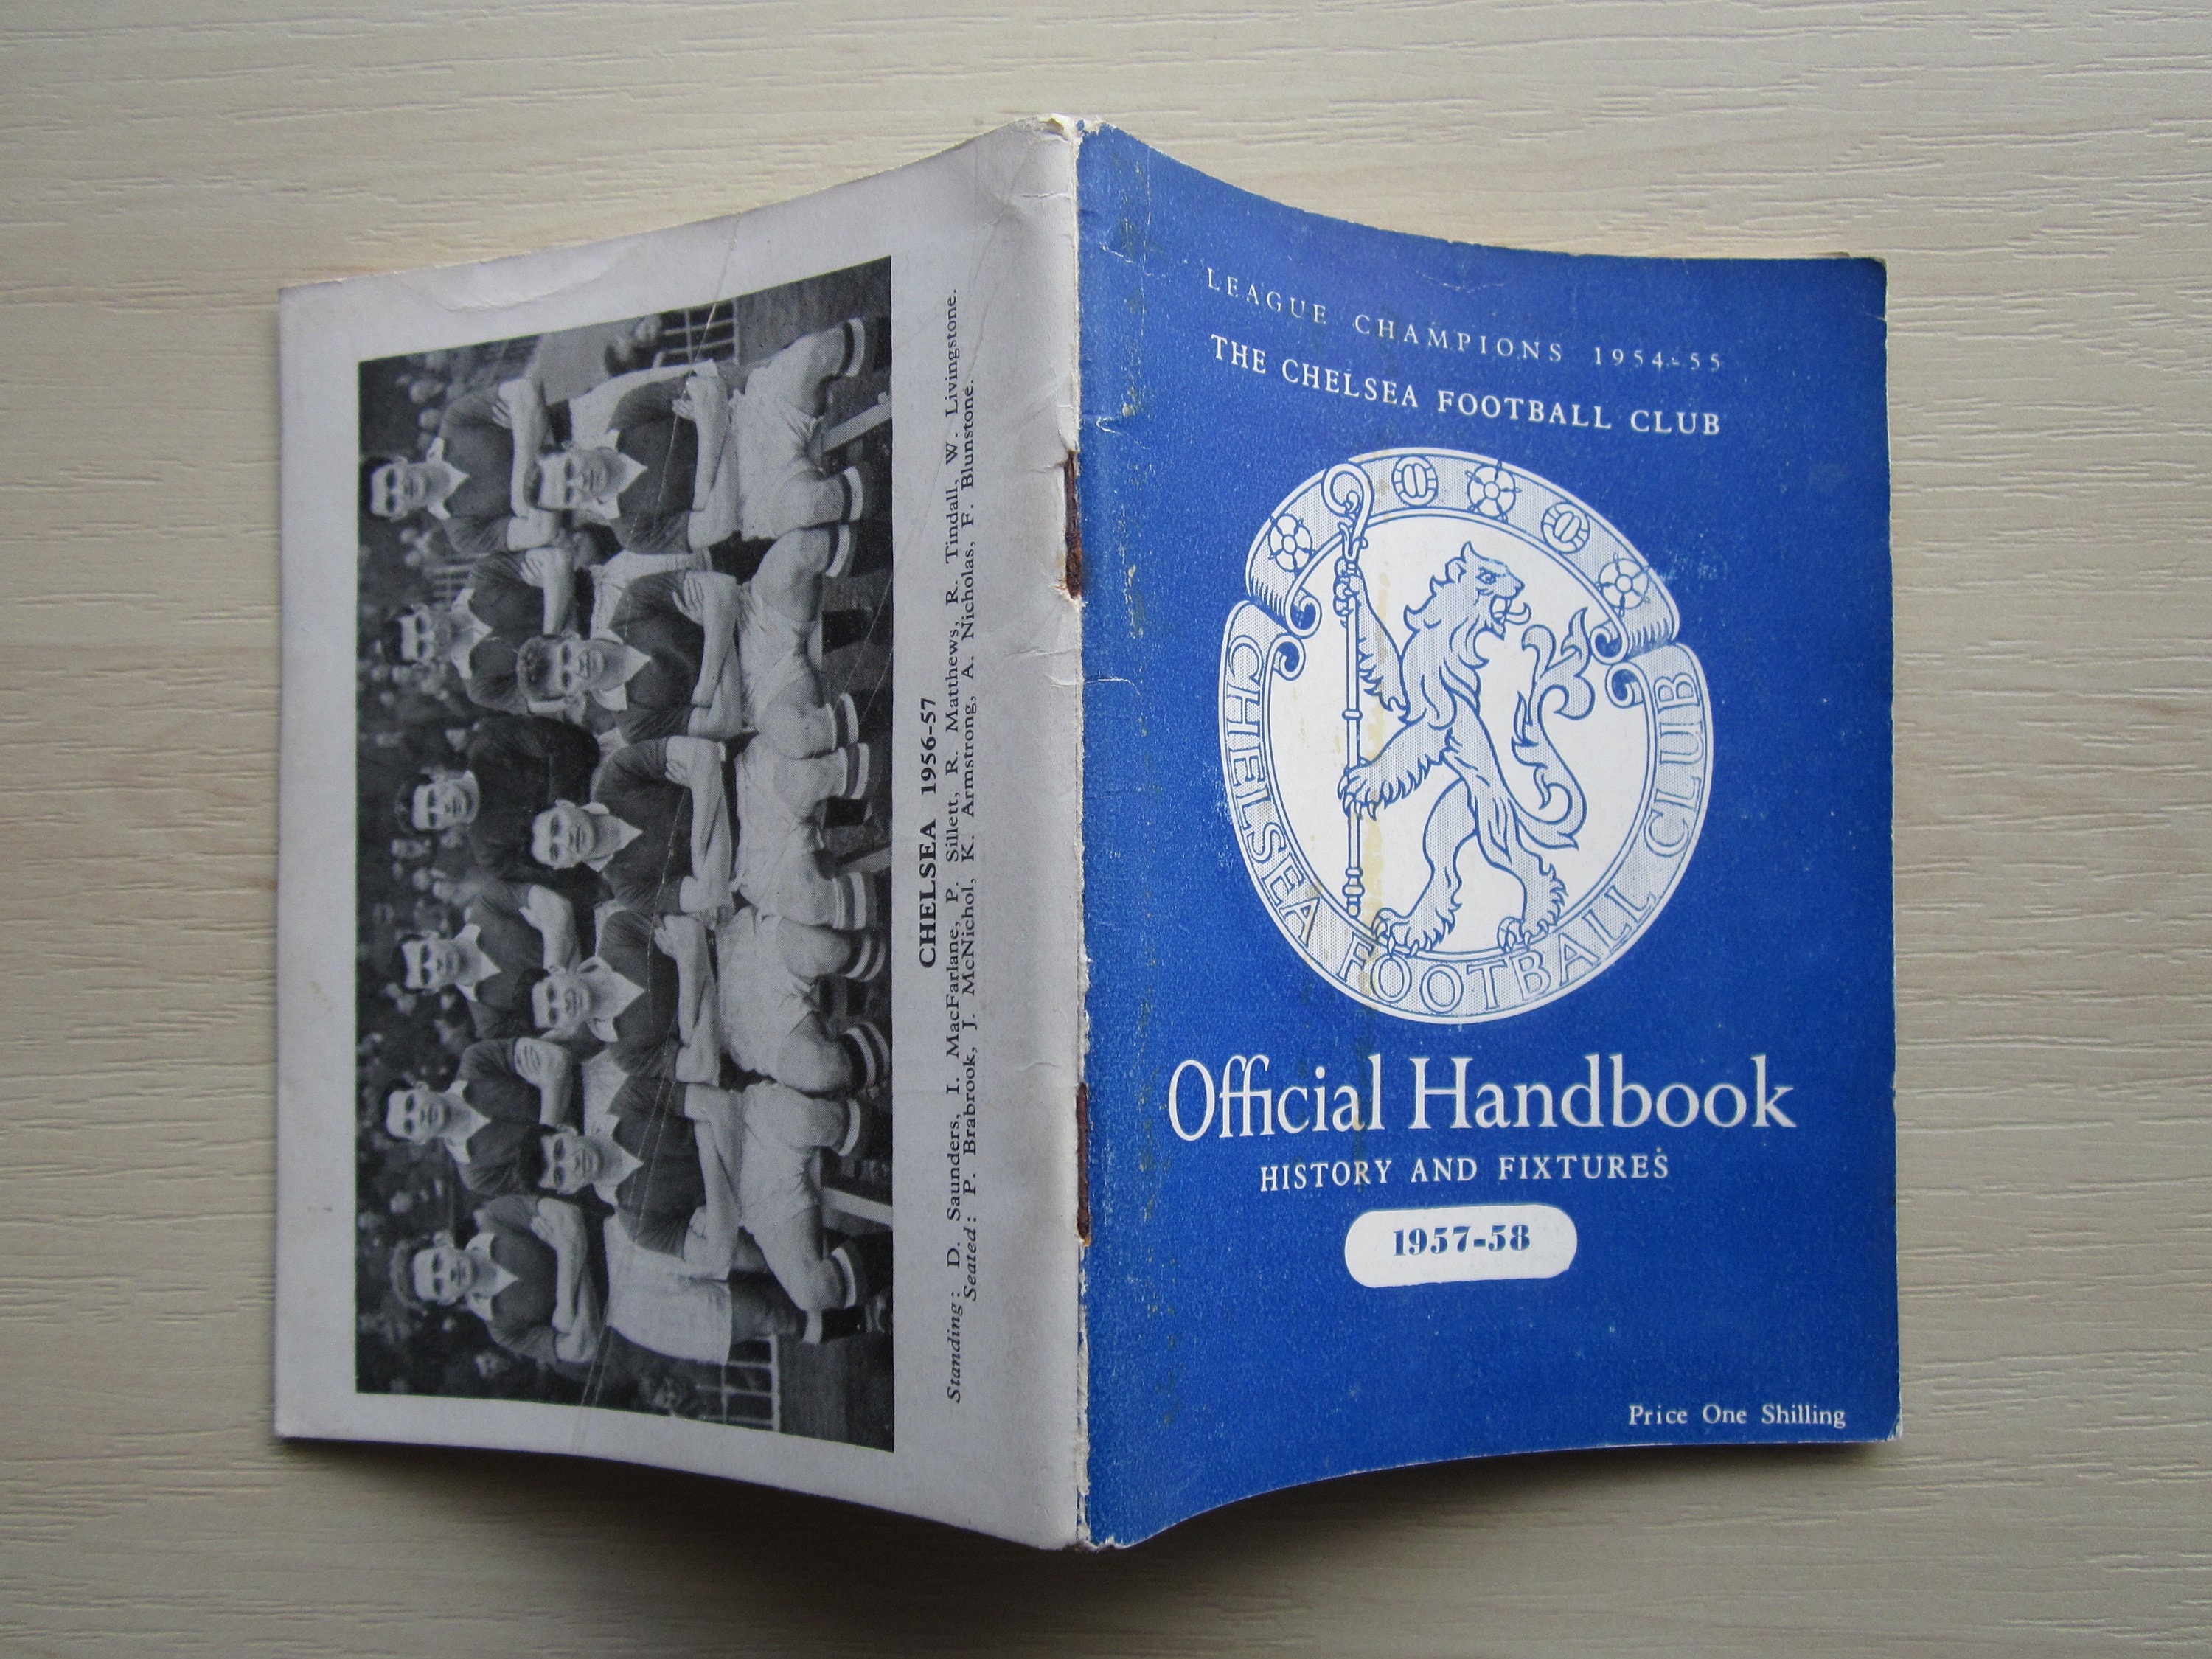 LEAGUE CHAMPIONS 1954-55
THE CHELSEA FOOTBALL CLUB
CHELSEA FOOTBALL CLUB
Official Handbook
HISTORY AND FIXTURES
1957-58
Price One Shilling
CHELSEA 1956-57
Standing: D. Saunders, I. MacFarlane, P. Sillett, R. Matthews, R. Tindall, W. Livingstone.
Seated: P. Brabrook, J. McNichol, K. Armstrong, A. Nicholas, F. Blunstone.